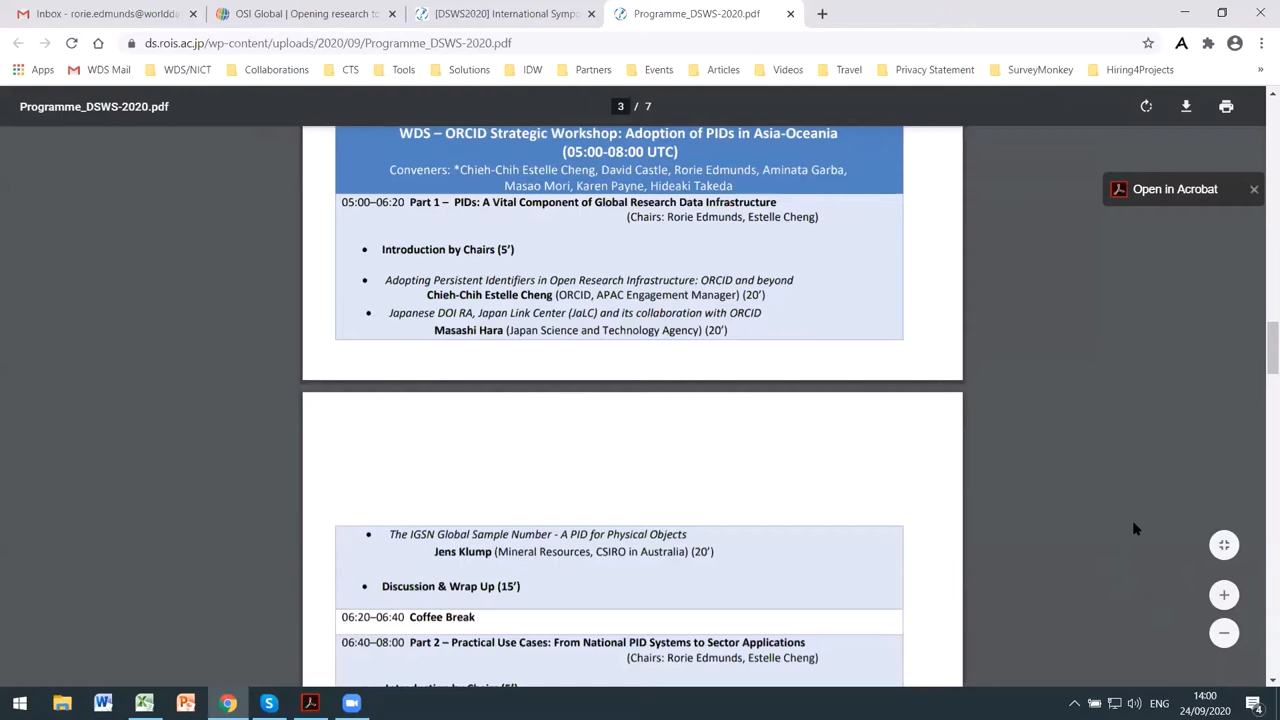 Inbox - rorie.edmunds@worldda
OSI Global | Opening research to
[DSWS2020] International Sympo
Programme_DSWS-2020.pdf
ds.rois.ac.jp/wp-content/uploads/2020/09/Programme_DSWS-2020.pdf
Apps
WDS Mail
WDS/NICT
Collaborations
CTS
Tools
Solutions
IDW
Partners
Events
Articles
Videos
Travel
Privacy Statement
SurveyMonkey
Hiring4Projects
»
Programme_DSWS-2020.pdf
3 / 7
Open in Acrobat
WDS – ORCID Strategic Workshop: Adoption of PIDs in Asia-Oceania
(05:00-08:00 UTC)
Conveners: *Chieh-Chih Estelle Cheng, David Castle, Rorie Edmunds, Aminata Garba,
Masao Mori, Karen Payne, Hideaki Takeda
05:00–06:20 Part 1 – PIDs: A Vital Component of Global Research Data Infrastructure
(Chairs: Rorie Edmunds, Estelle Cheng)
• Introduction by Chairs (5’)
• Adopting Persistent Identifiers in Open Research Infrastructure: ORCID and beyond
Chieh-Chih Estelle Cheng (ORCID, APAC Engagement Manager) (20’)
• Japanese DOI RA, Japan Link Center (JaLC) and its collaboration with ORCID
Masashi Hara (Japan Science and Technology Agency) (20’)
• The IGSN Global Sample Number - A PID for Physical Objects
Jens Klump (Mineral Resources, CSIRO in Australia) (20’)
• Discussion & Wrap Up (15’)
06:20–06:40 Coffee Break
06:40–08:00 Part 2 – Practical Use Cases: From National PID Systems to Sector Applications
(Chairs: Rorie Edmunds, Estelle Cheng)
ENG
14:00
24/09/2020
4